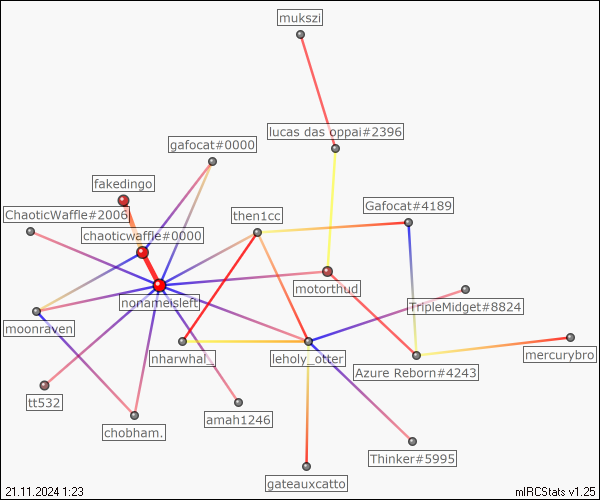 mukszi
lucas das oppai#2396
gafocat#0000
fakedingo
Gafocat#4189
ChaoticWaffle#2006
then1cc
chaoticwaffle#0000
motorthud
nonameisleft
TripleMidget#8824
moonraven
nharwhal_
leholy_otter
mercurybro
Azure Reborn#4243
tt532
amah1246
chobham.
Thinker#5995
gateauxcatto
21.11.2024 1:23
mIRCStats v1.25